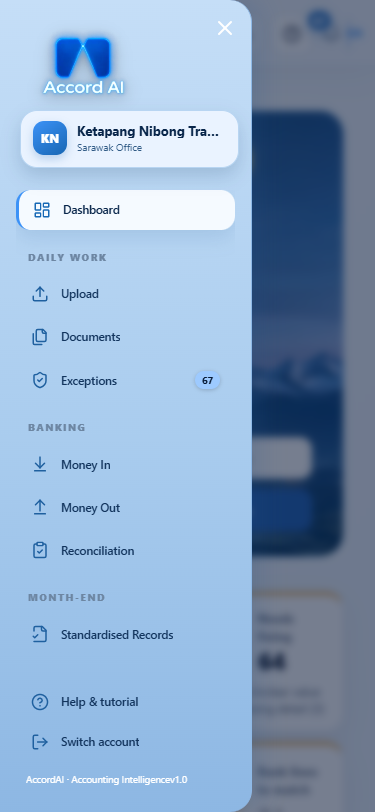 Accord AI
KN
Ketapang Nibong Tra...
Sarawak Office
Dashboard
DAILY WORK
Upload
Documents
Exceptions 67
BANKING
Money In
Money Out
Reconciliation
MONTH-END
Standardised Records
Help & tutorial
Switch account
AccordAI · Accounting Intelligencev1.0